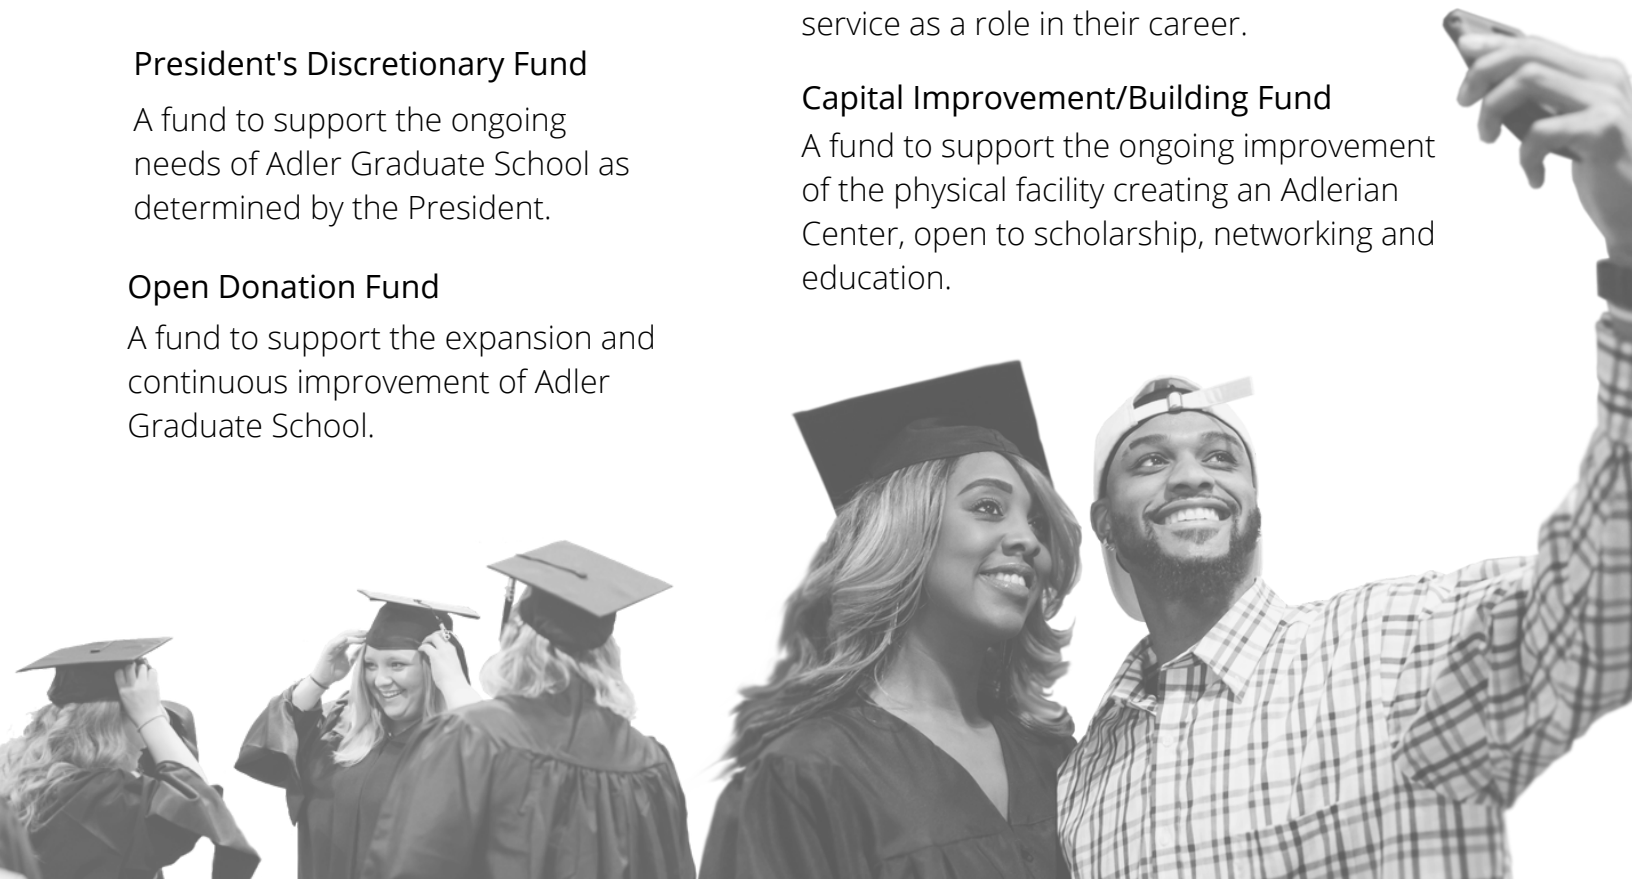 President's Discretionary Fund
A fund to support the ongoing
needs of Adler Graduate School as
determined by the President.
Open Donation Fund
A fund to support the expansion and
continuous improvement of Adler
Graduate School.
service as a role in their career.
Capital Improvement/Building Fund
A fund to support the ongoing improvement
of the physical facility creating an Adlerian
Center, open to scholarship, networking and
education.